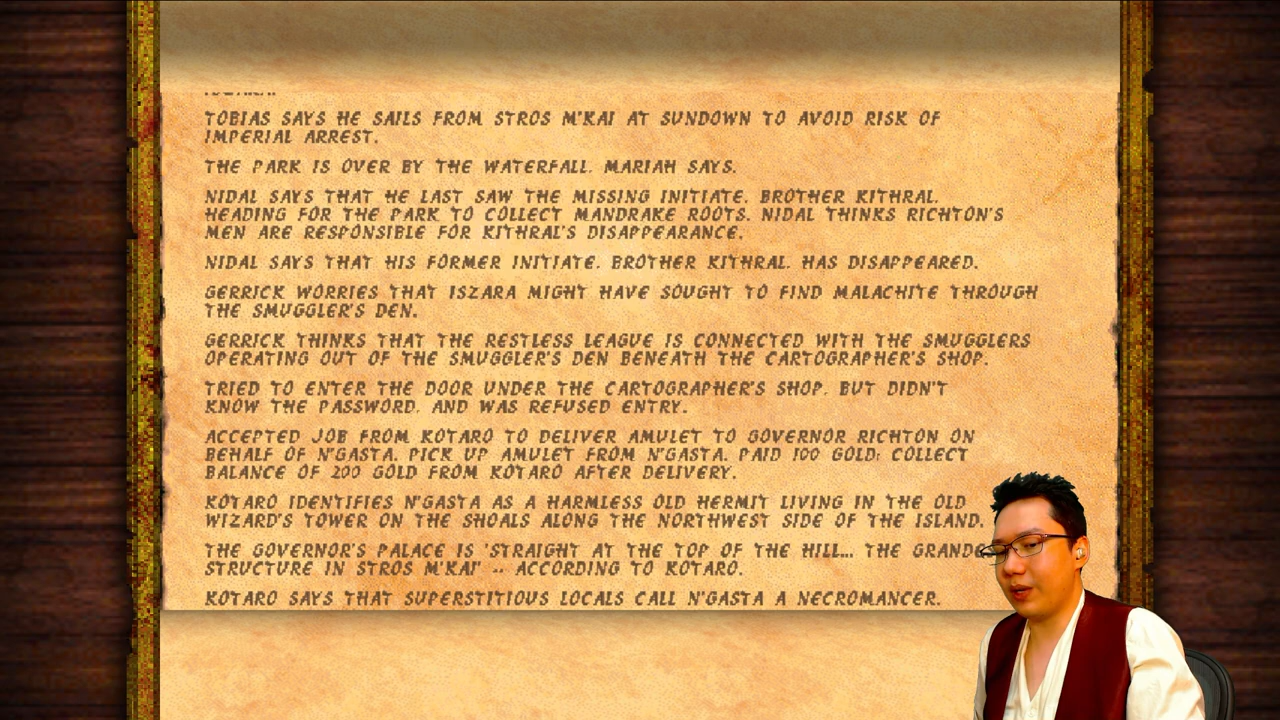 TOBIAS SAYS HE SAILS FROM STROS M'KAI AT SUNDOWN TO AVOID RISK OF
IMPERIAL ARREST.
THE PARK IS OVER BY THE WATERFALL, MARIAH SAYS.
NIDAL SAYS THAT HE LAST SAW THE MISSING INITIATE, BROTHER KITHRAL,
HEADING FOR THE PARK TO COLLECT MANDRAKE ROOTS. NIDAL THINKS RICHTON'S
MEN ARE RESPONSIBLE FOR KITHRAL'S DISAPPEARANCE.
NIDAL SAYS THAT HIS FORMER INITIATE, BROTHER KITHRAL, HAS DISAPPEARED.
GERRICK WORRIES THAT ISZARA MIGHT HAVE SOUGHT TO FIND MALACHITE THROUGH
THE SMUGGLER'S DEN.
GERRICK THINKS THAT THE RESTLESS LEAGUE IS CONNECTED WITH THE SMUGGLERS
OPERATING OUT OF THE SMUGGLER'S DEN BENEATH THE CARTOGRAPHER'S SHOP.
TRIED TO ENTER THE DOOR UNDER THE CARTOGRAPHER'S SHOP, BUT DIDN'T
KNOW THE PASSWORD, AND WAS REFUSED ENTRY.
ACCEPTED JOB FROM KOTARO TO DELIVER AMULET TO GOVERNOR RICHTON ON
BEHALF OF N'GASTA. PICK UP AMULET FROM N'GASTA. PAID 100 GOLD; COLLECT
BALANCE OF 200 GOLD FROM KOTARO AFTER DELIVERY.
KOTARO IDENTIFIES N'GASTA AS A HARMLESS OLD HERMIT LIVING IN THE OLD
WIZARD'S TOWER ON THE SHOALS ALONG THE NORTHWEST SIDE OF THE ISLAND.
THE GOVERNOR'S PALACE IS 'STRAIGHT AT THE TOP OF THE HILL... THE GRANDE
STRUCTURE IN STROS M'KAI' -- ACCORDING TO KOTARO.
KOTARO SAYS THAT SUPERSTITIOUS LOCALS CALL N'GASTA A NECROMANCER.